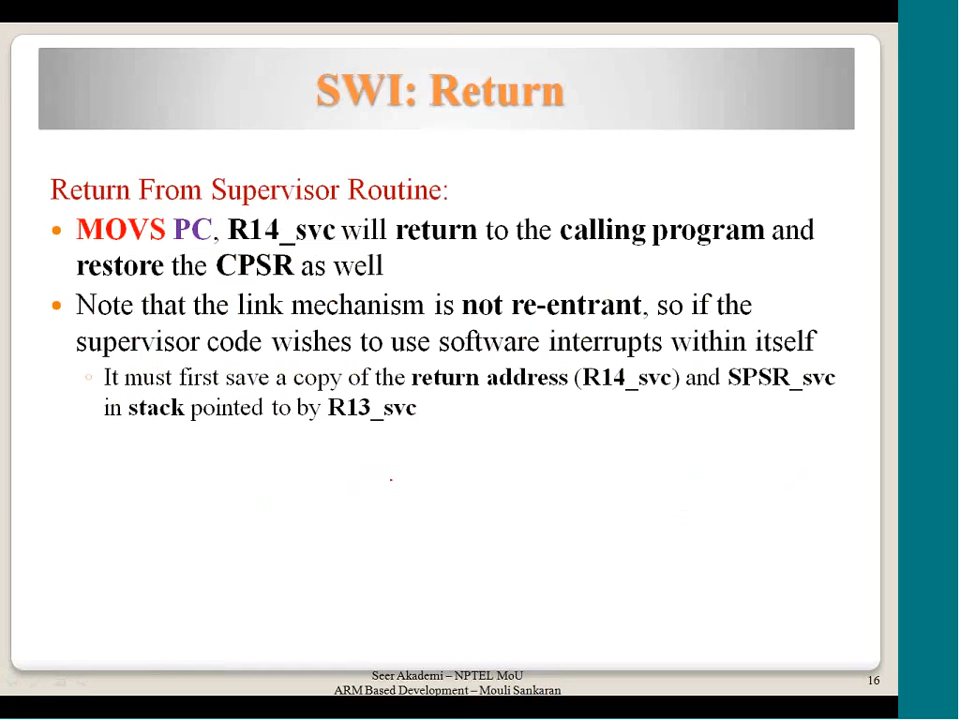 SWI: Return
Return From Supervisor Routine:
• MOVS PC, R14_svc will return to the calling program and
restore the CPSR as well
• Note that the link mechanism is not re-entrant, so if the
supervisor code wishes to use software interrupts within itself
◦ It must first save a copy of the return address (R14_svc) and SPSR_svc
in stack pointed to by R13_svc
Seer Akademi – NPTEL MoU
ARM Based Development – Mouli Sankaran
16